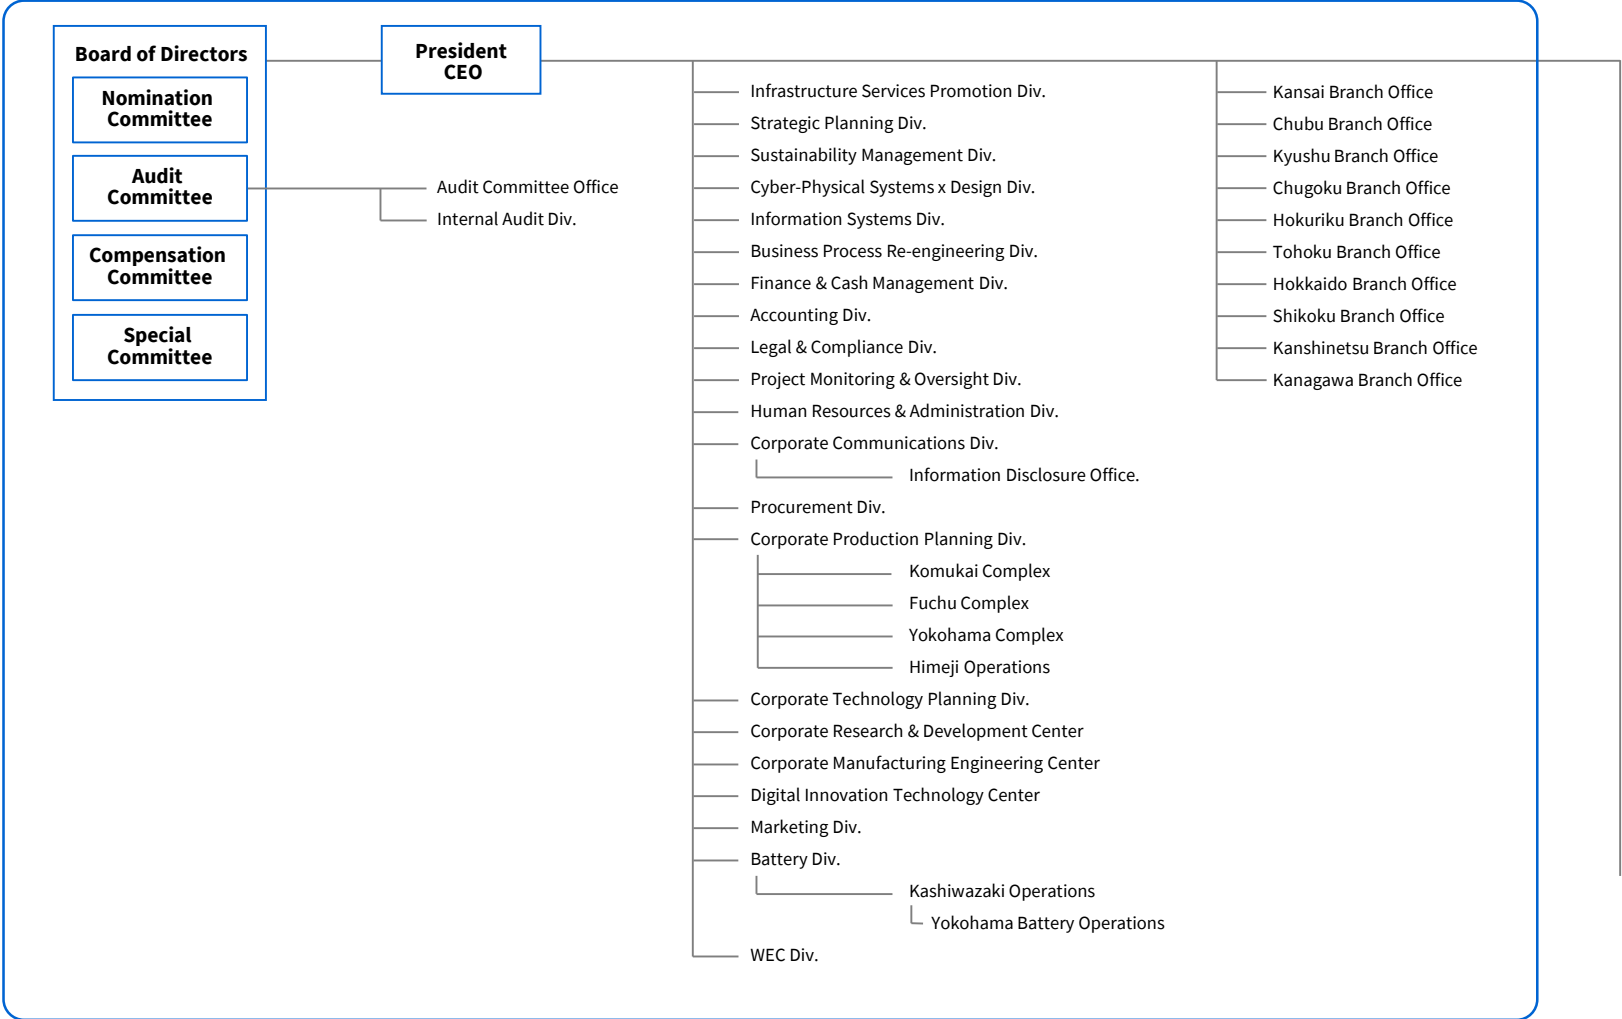 Board of Directors
Nomination
Committee
Audit
Committee
Compensation
Committee
Special
Committee
President
CEO
Audit Committee Office
Internal Audit Div.
Infrastructure Services Promotion Div.
Strategic Planning Div.
Sustainability Management Div.
Cyber-Physical Systems x Design Div.
Information Systems Div.
Business Process Re-engineering Div.
Finance & Cash Management Div.
Accounting Div.
Legal & Compliance Div.
Project Monitoring & Oversight Div.
Human Resources & Administration Div.
Corporate Communications Div.
Information Disclosure Office.
Procurement Div.
Corporate Production Planning Div.
Komukai Complex
Fuchu Complex
Yokohama Complex
Himeji Operations
Corporate Technology Planning Div.
Corporate Research & Development Center
Corporate Manufacturing Engineering Center
Digital Innovation Technology Center
Marketing Div.
Battery Div.
Kashiwazaki Operations
Yokohama Battery Operations
WEC Div.
Kansai Branch Office
Chubu Branch Office
Kyushu Branch Office
Chugoku Branch Office
Hokuriku Branch Office
Tohoku Branch Office
Hokkaido Branch Office
Shikoku Branch Office
Kanshinetsu Branch Office
Kanagawa Branch Office